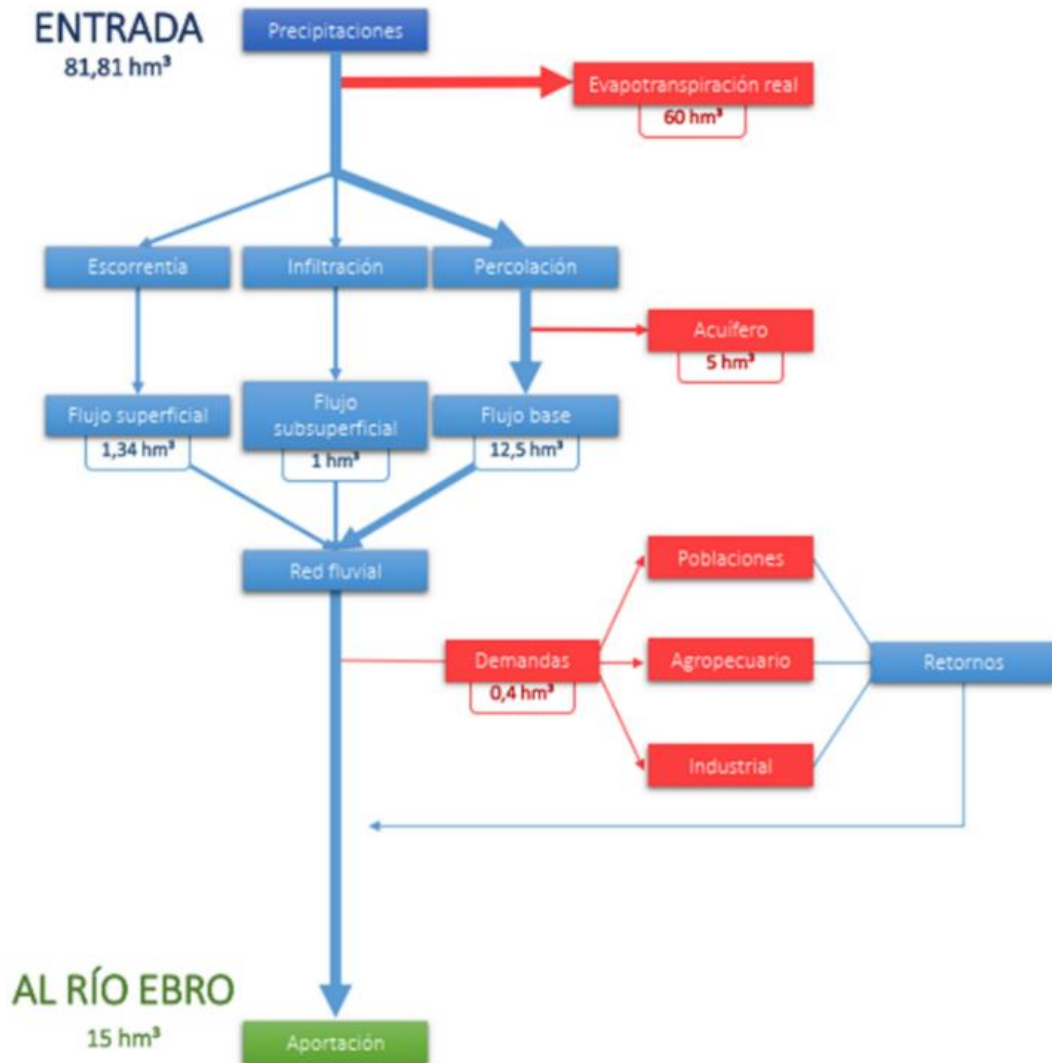 ENTRADA
81,81 hm³
Precipitaciones
Evapotranspiración real
60 hm³
Escorrentía
Infiltración
Percolación
Acuífero
5 hm³
Flujo superficial
1,34 hm³
Flujo
subsuperficial
1 hm³
Flujo base
12,5 hm³
Red fluvial
Poblaciones
Demandas
0,4 hm³
Agropecuario
Retornos
Industrial
AL RÍO EBRO
15 hm³
Aportación